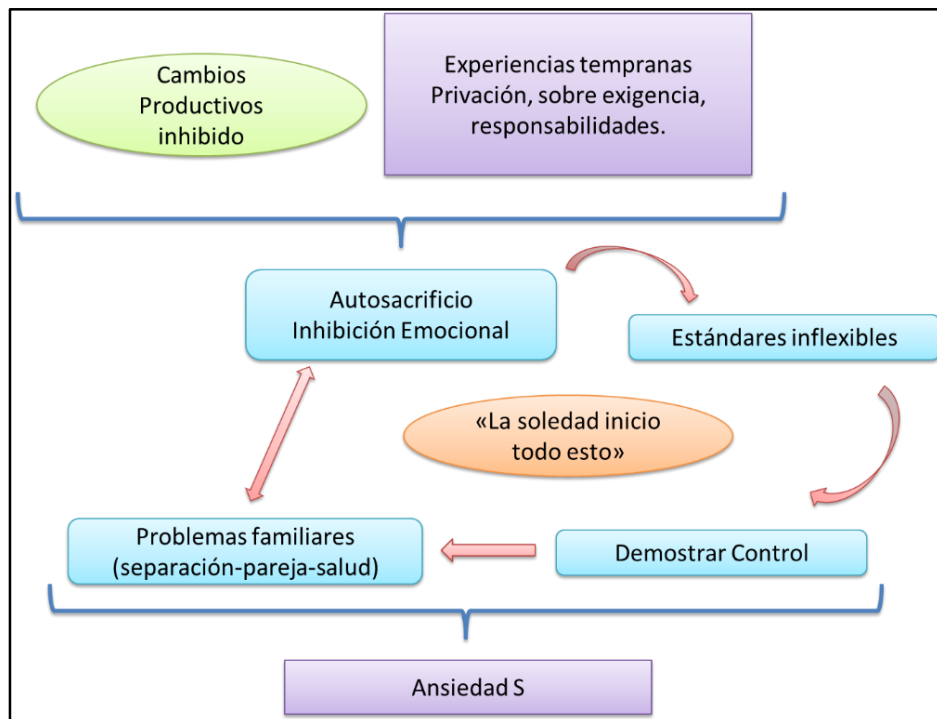 Cambios
Productivos
inhibido
Experiencias tempranas
Privación, sobre exigencia,
responsabilidades.
Autosacrificio
Inhibición Emocional
Estándares inflexibles
«La soledad inicio
todo esto»
Problemas familiares
(separación-pareja-salud)
Demostrar Control
Ansiedad S